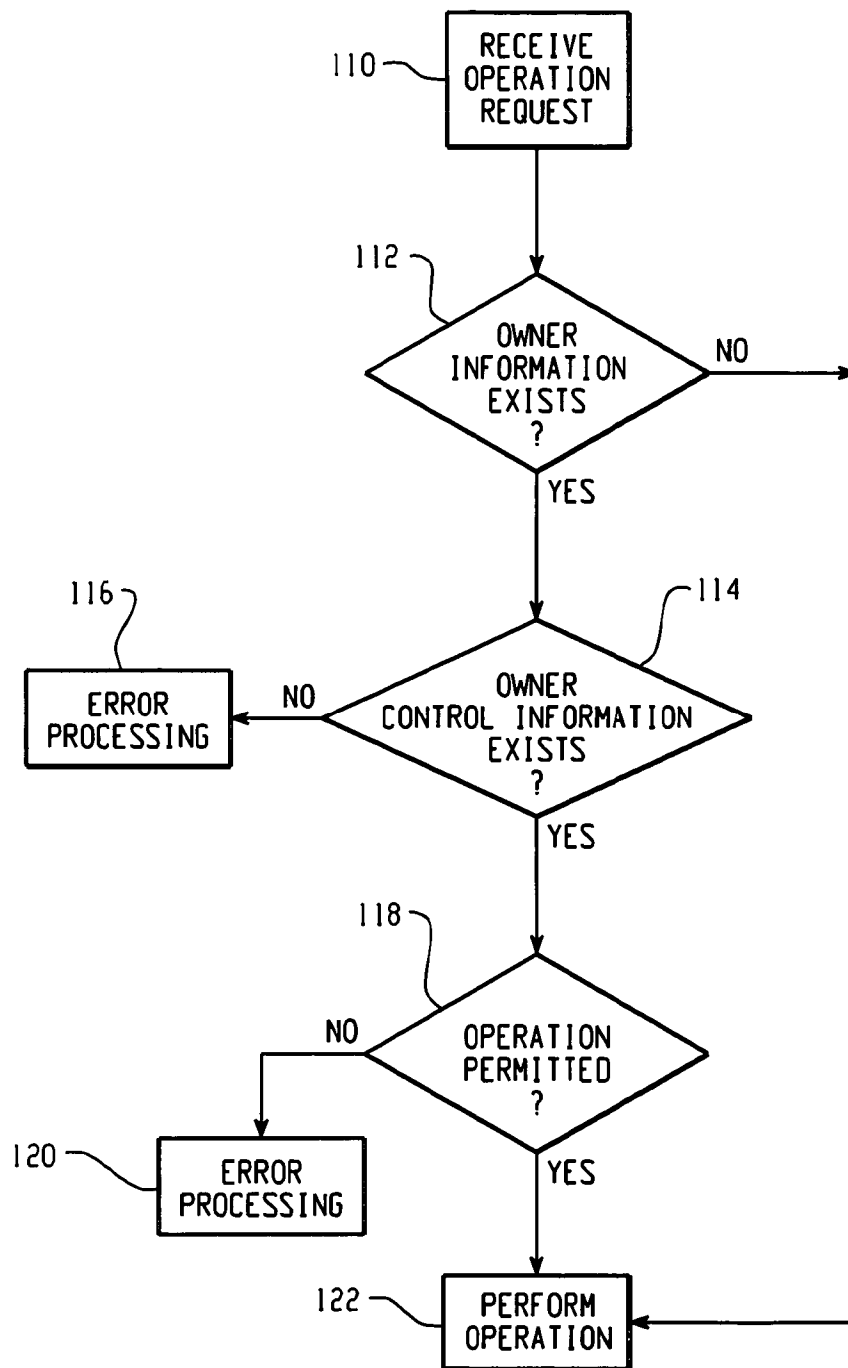 110
RECEIVE
OPERATION
REQUEST
112
OWNER
INFORMATION
EXISTS
?
NO
YES
116
114
ERROR
PROCESSING
NO
OWNER
CONTROL INFORMATION
EXISTS
?
YES
118
NO
OPERATION
PERMITTED
?
120
ERROR
PROCESSING
YES
122
PERFORM
OPERATION